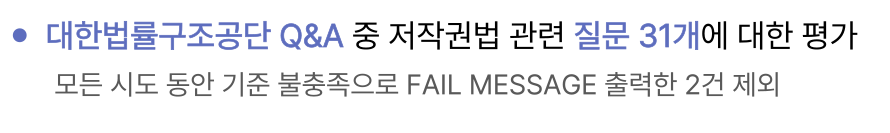 • 대한법률구조공단 Q&A 중 저작권법 관련 질문 31개에 대한 평가
모든 시도 동안 기준 불충족으로 FAIL MESSAGE 출력한 2건 제외